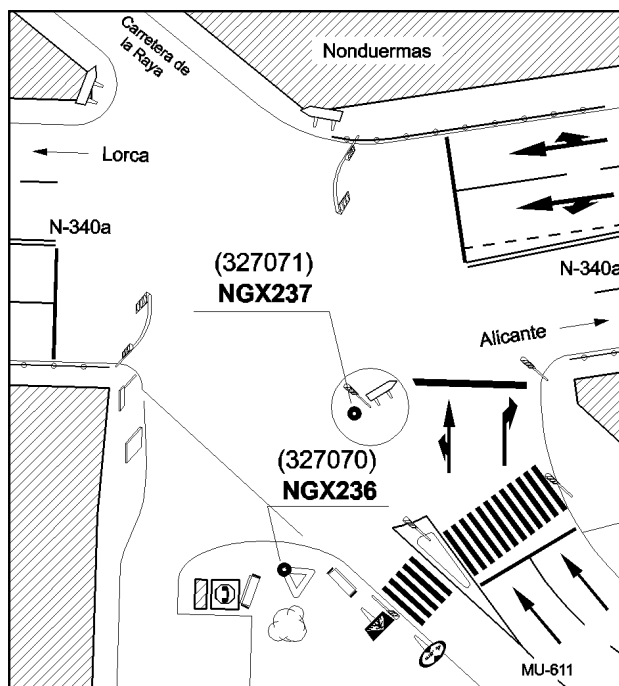 Carretera de
la Raya
Nonduermas
Lorca
N-340a
(327071)
NGX237
N-340a
Alicante
(327070)
NGX236
MU-611